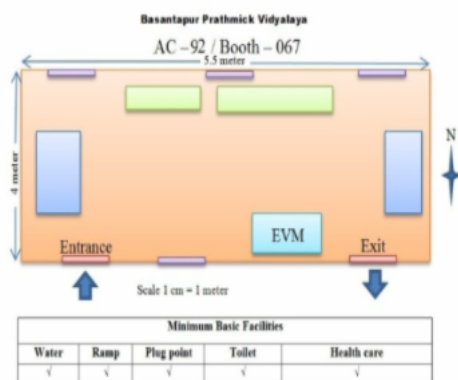 Basantapur Prathmick Vidyalaya
AC – 92 / Booth – 067
5.5 meter
4 meter
N
EVM
Entrance
Exit
Scale 1 cm = 1 meter
Minimum Basic Facilities
Water Ramp Plug point Toilet Health care
√ √ √ √ √